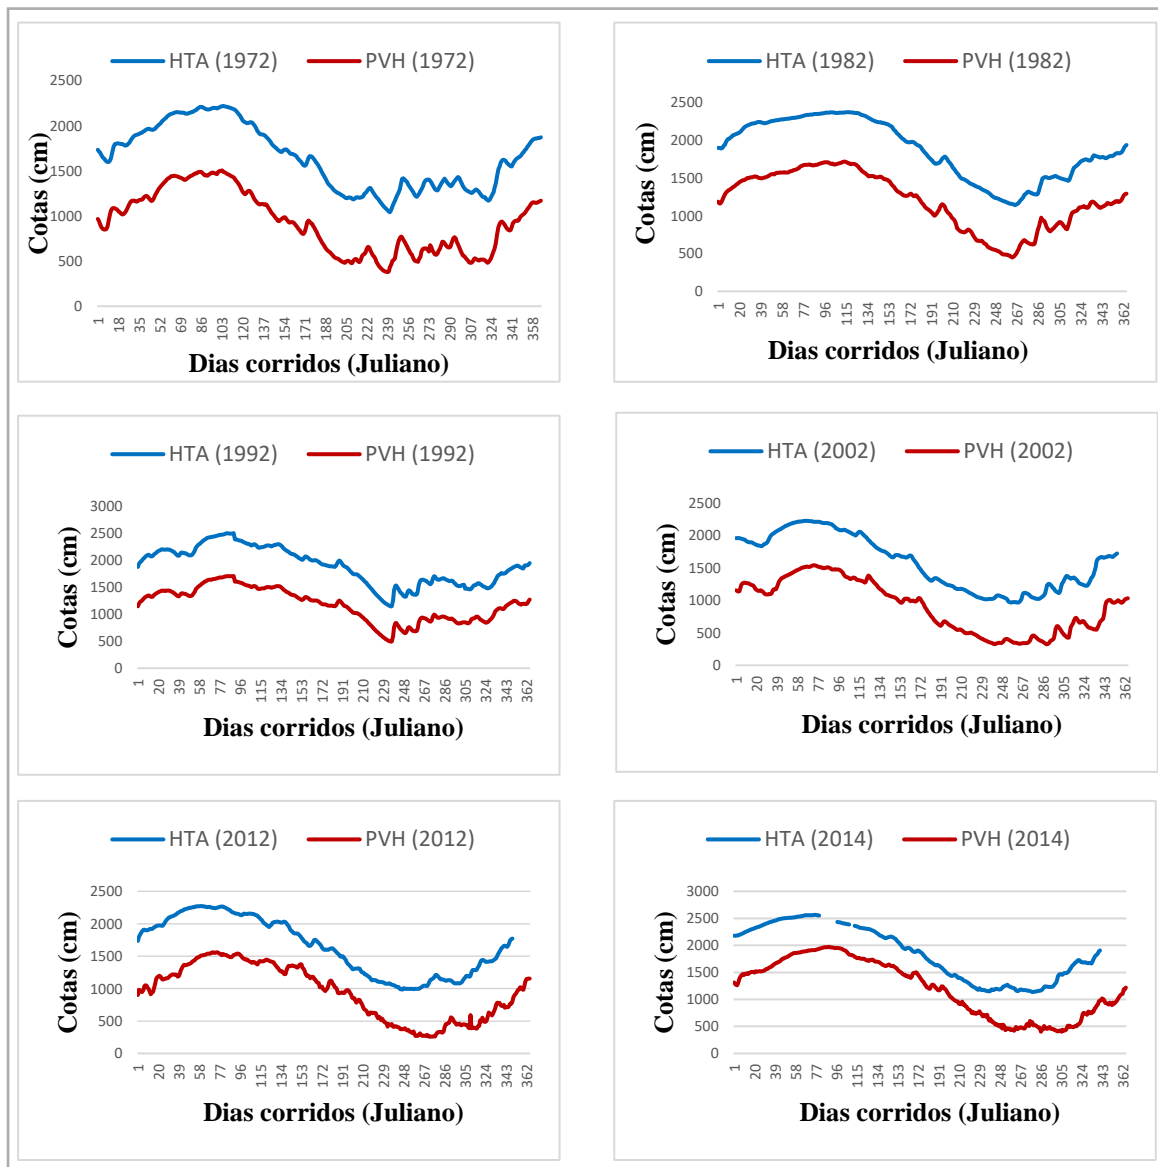 HTA (1972) PVH (1972)
2500
2000
1500
1000
500
0
Cotas (cm)
1 18 35 52 69 86 103 120 137 154 171 188 205 222 239 256 273 290 307 324 341 358
Dias corridos (Juliano)
HTA (1982) PVH (1982)
2500
2000
1500
1000
500
0
Cotas (cm)
1 20 39 58 77 96 115 134 153 172 191 210 229 248 267 286 305 324 343 362
Dias corridos (Juliano)
HTA (1992) PVH (1992)
3000
2500
2000
1500
1000
500
0
Cotas (cm)
1 20 39 58 77 96 115 134 153 172 191 210 229 248 267 286 305 324 343 362
Dias corridos (Juliano)
HTA (2002) PVH (2002)
2500
2000
1500
1000
500
0
Cotas (cm)
1 20 39 58 77 96 115 134 153 172 191 210 229 248 267 286 305 324 343 362
Dias corridos (Juliano)
HTA (2012) PVH (2012)
2500
2000
1500
1000
500
0
Cotas (cm)
1 20 39 58 77 96 115 134 153 172 191 210 229 248 267 286 305 324 343 362
Dias corridos (Juliano)
HTA (2014) PVH (2014)
3000
2500
2000
1500
1000
500
0
Cotas (cm)
1 20 39 58 77 96 115 134 153 172 191 210 229 248 267 286 305 324 343 362
Dias corridos (Juliano)